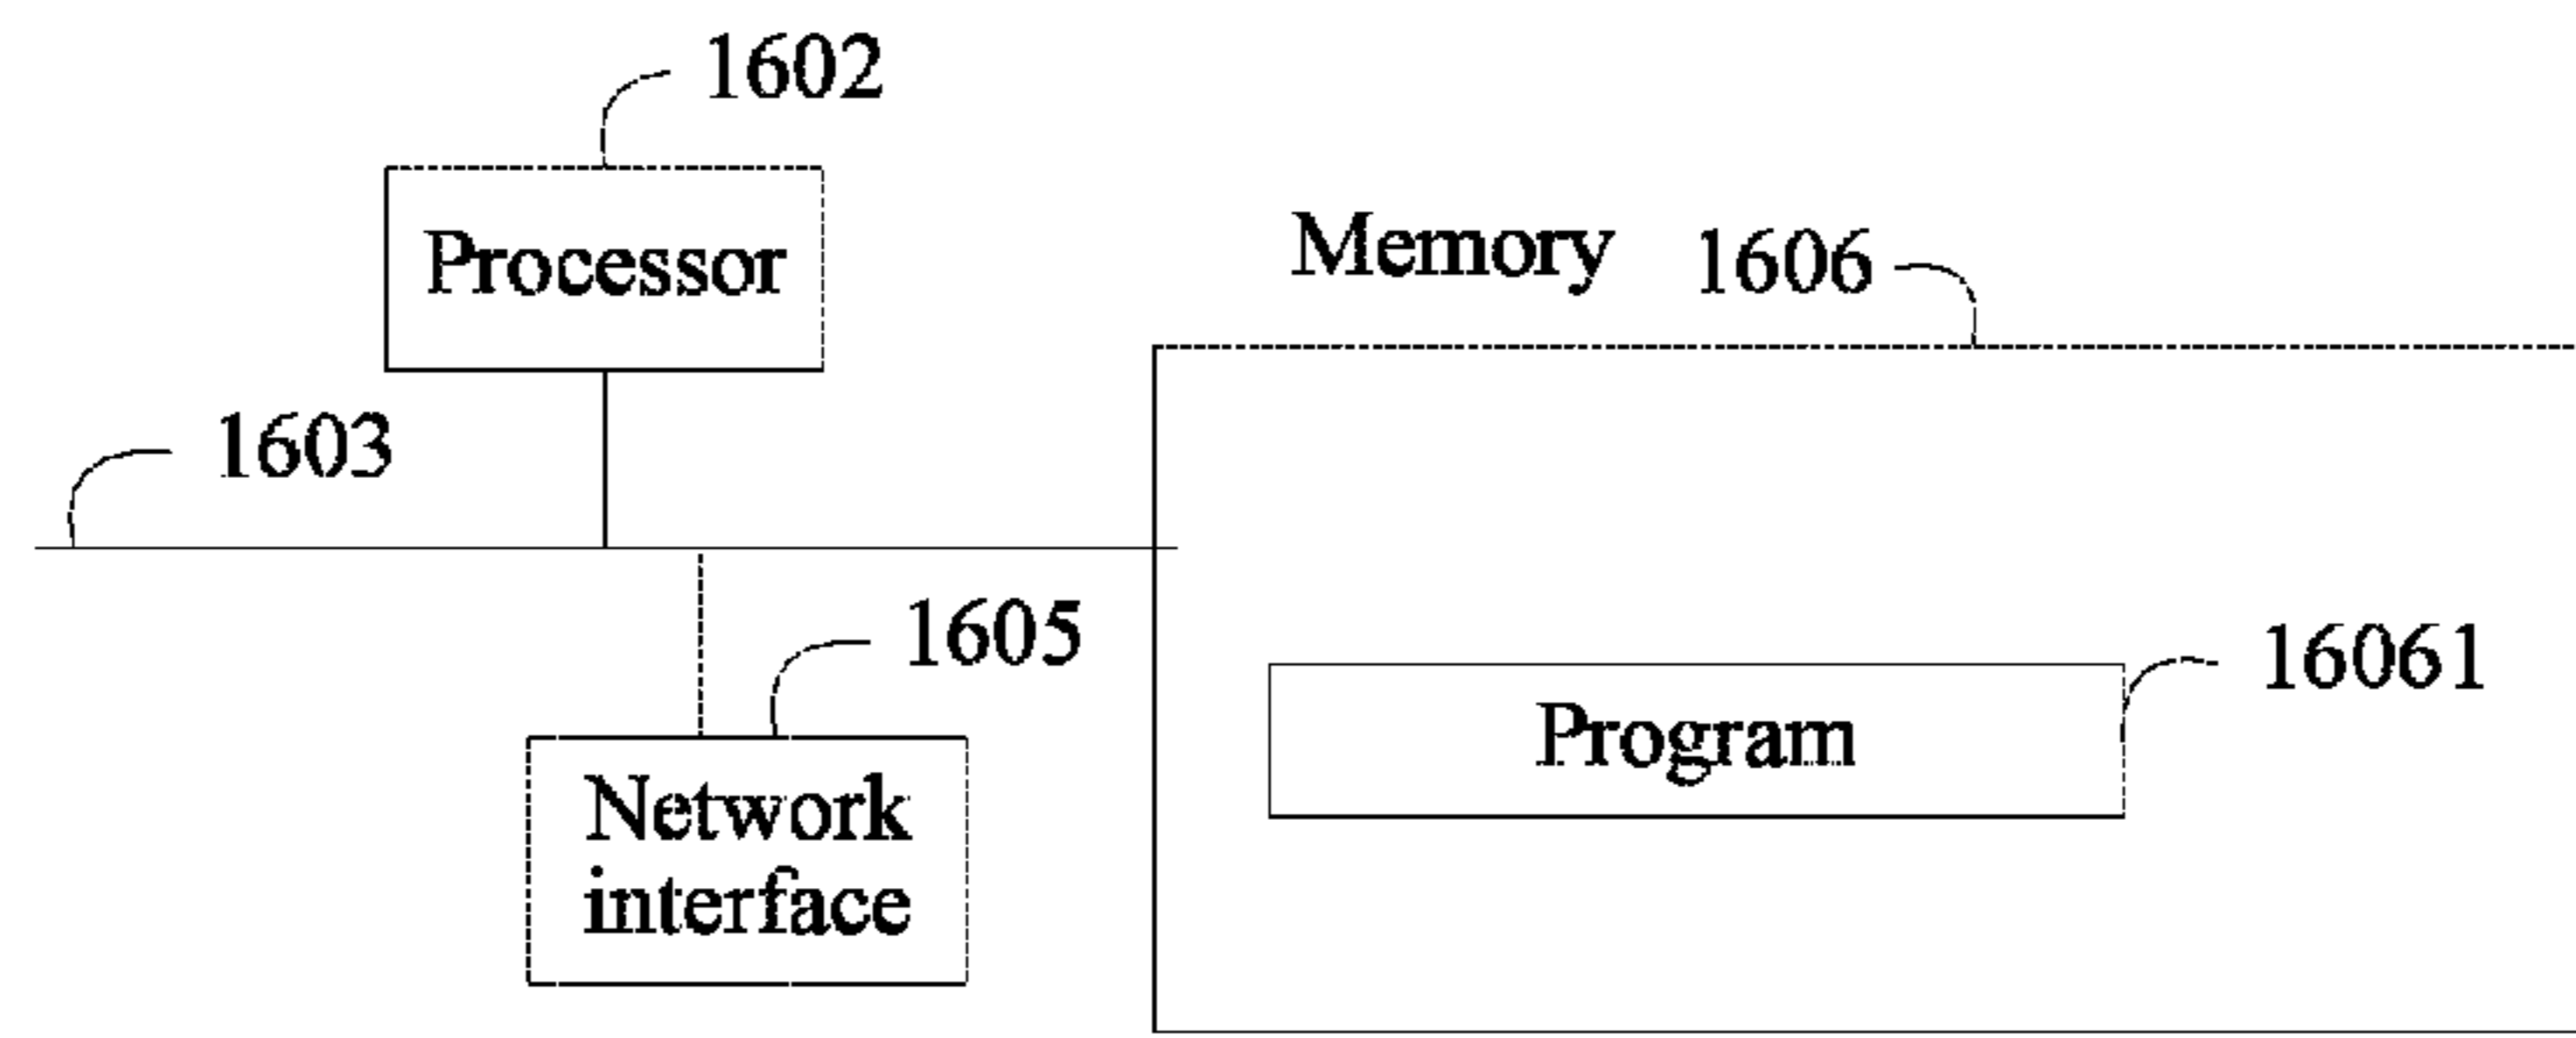 1602
Processor
Memory 1606
1603
1605
16061
Program
Network
interface